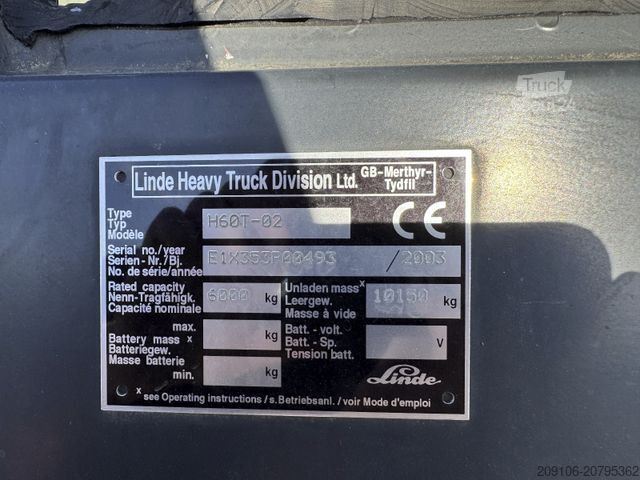 Truck
Linde Heavy Truck Division Ltd. GB-Merthyr-Tydfil
Type
Typ H60T-02
Modèle
CE
Serial no./year
Serien - Nr./Bj. E1X353P00493 /2003
No. de série/année
Rated capacity
Nenn-Tragfähigk. 6000 kg
Capacité nominale
Unladen mass x
Leergew. 10150 kg
Masse à vide
max. kg
Battery mass x
Batteriegew.
Masse batterie
min. kg
Batt. - volt.
Batt. - Sp. V
Tension batt.
Linde
x see Operating instructions / s.Betriebsanl. /voir Mode d'emploi
209106-20795362